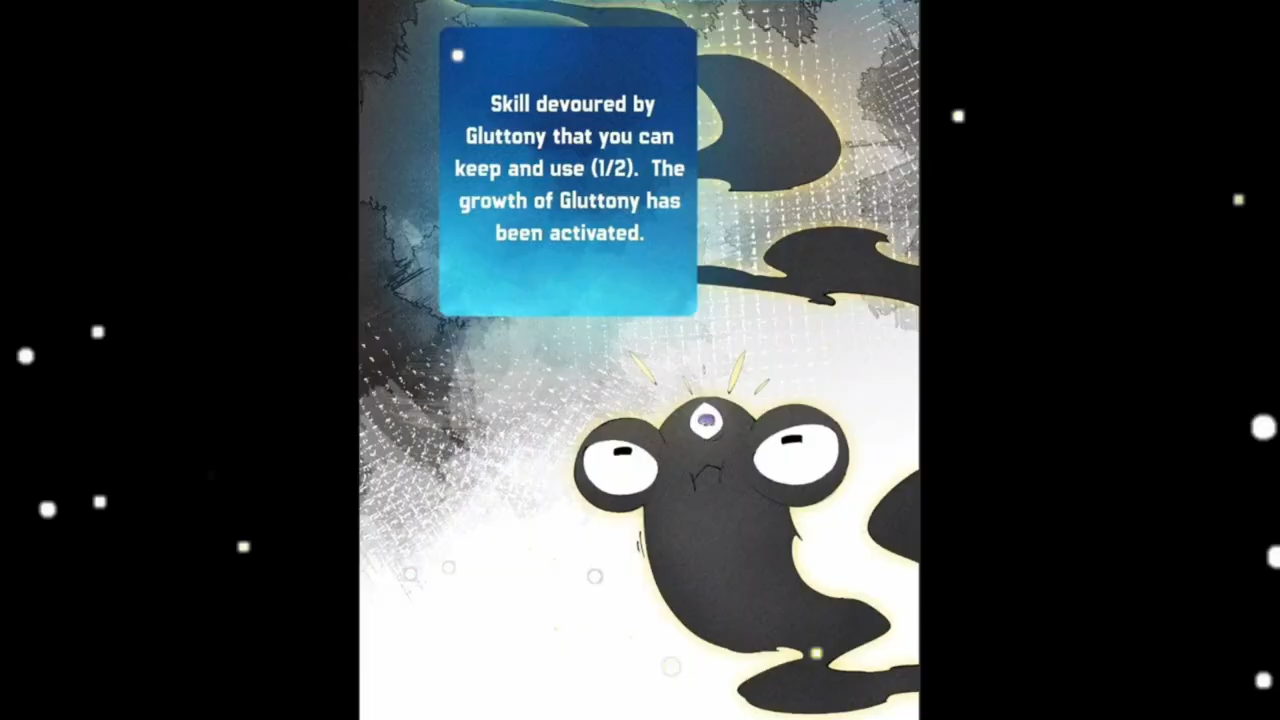 Skill devoured by
Gluttony that you can
keep and use (1/2). The
growth of Gluttony has
been activated.